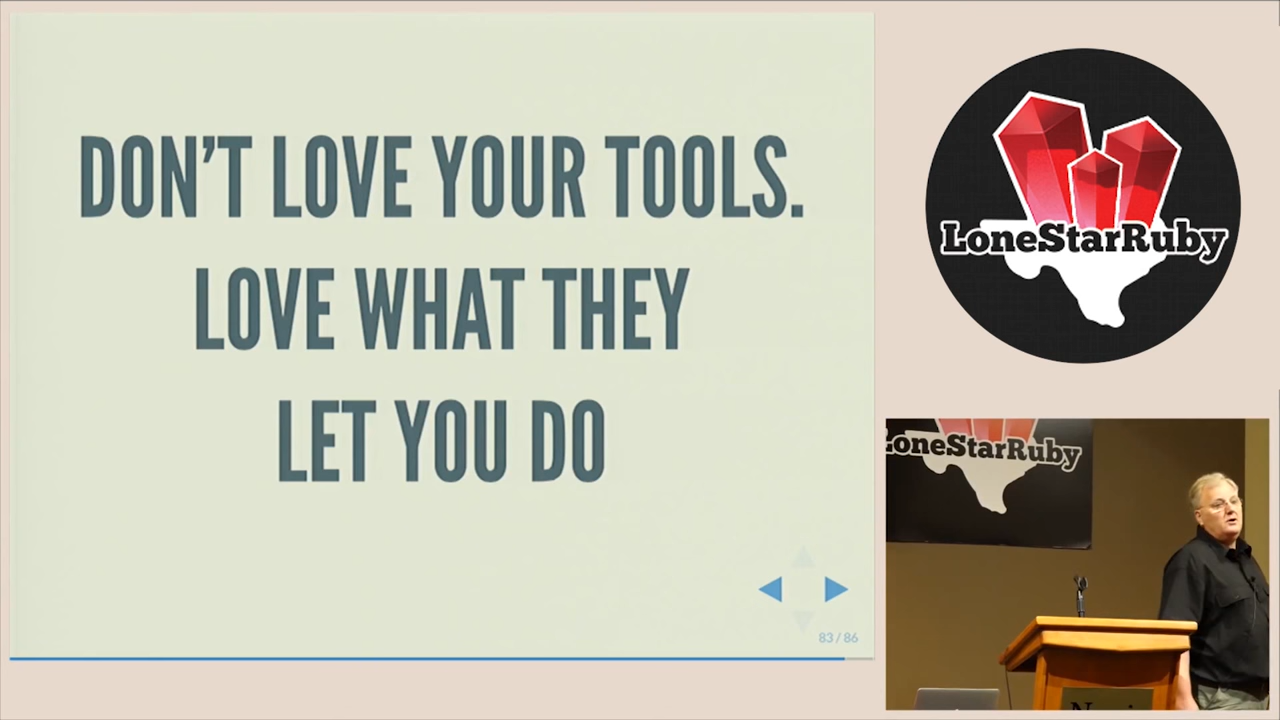 DON'T LOVE YOUR TOOLS.
LOVE WHAT THEY
LET YOU DO
83 / 86
LoneStarRuby
LoneStarRuby